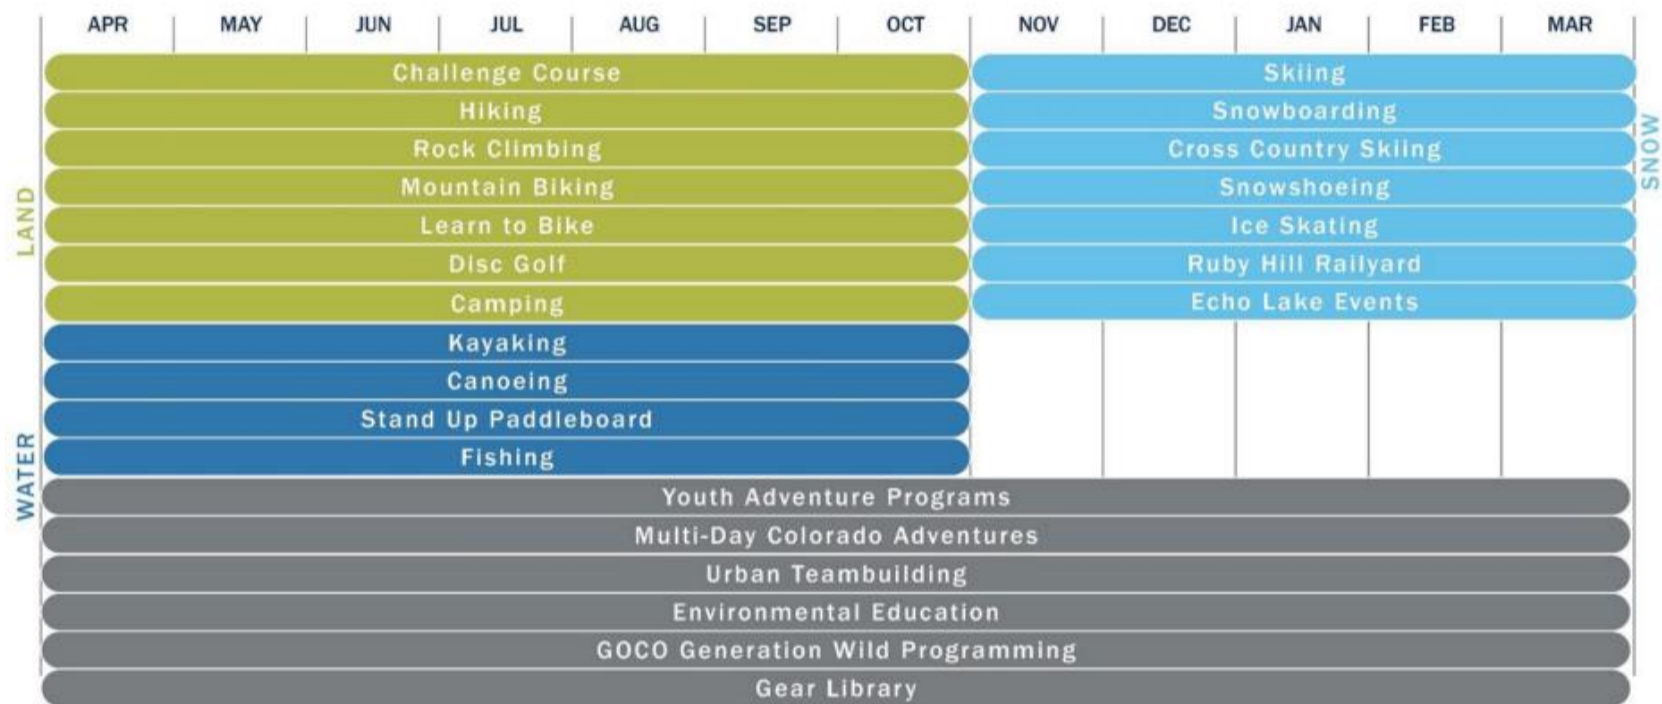 APR MAY JUN JUL AUG SEP OCT NOV DEC JAN FEB MAR
Challenge Course Skiing
Hiking Snowboarding
Rock Climbing Cross Country Skiing
Mountain Biking Snowshoeing
Learn to Bike Ice Skating
Disc Golf Ruby Hill Railyard
Camping Echo Lake Events
LAND
SNOW
Kayaking
Canoeing
Stand Up Paddleboard
Fishing
WATER
Youth Adventure Programs
Multi-Day Colorado Adventures
Urban Teambuilding
Environmental Education
GOCO Generation Wild Programming
Gear Library